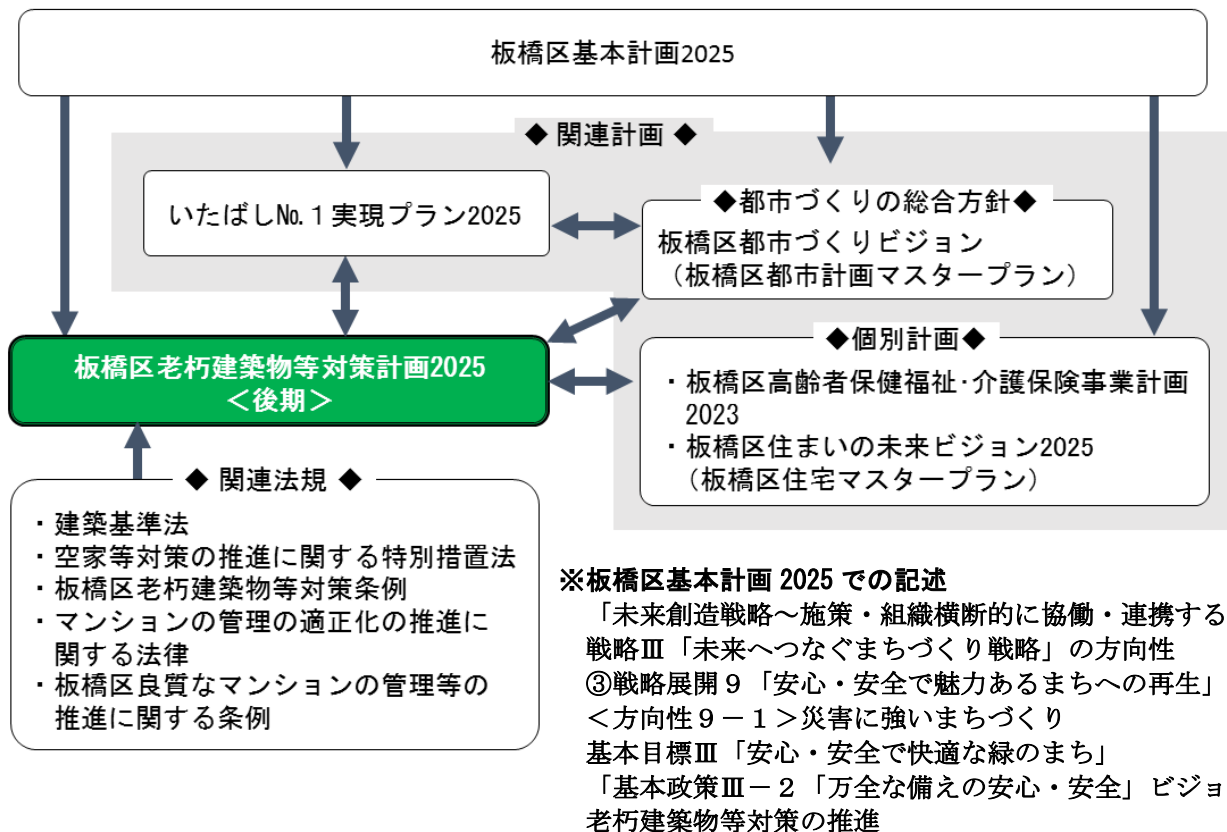 板橋区基本計画2025
◆ 関連計画 ◆
いたばし№１実現プラン2025
◆都市づくりの総合方針◆
板橋区都市づくりビジョン
（板橋区都市計画マスタープラン）
板橋区老朽建築物等対策計画2025
＜後期＞
◆個別計画◆
・板橋区高齢者保健福祉･介護保険事業計画
2023
・板橋区住まいの未来ビジョン2025
（板橋区住宅マスタープラン）
◆ 関連法規 ◆
・建築基準法
・空家等対策の推進に関する特別措置法
・板橋区老朽建築物等対策条例
・マンションの管理の適正化の推進に
関する法律
・板橋区良質なマンションの管理等の
推進に関する条例
※板橋区基本計画 2025 での記述
「未来創造戦略～施策・組織横断的に協働・連携する
戦略Ⅲ「未来へつなぐまちづくり戦略」の方向性
③戦略展開９「安心・安全で魅力あるまちへの再生」
＜方向性９－１＞災害に強いまちづくり
基本目標Ⅲ「安心・安全で快適な緑のまち」
「基本政策Ⅲ－２「万全な備えの安心・安全」ビジョ
老朽建築物等対策の推進